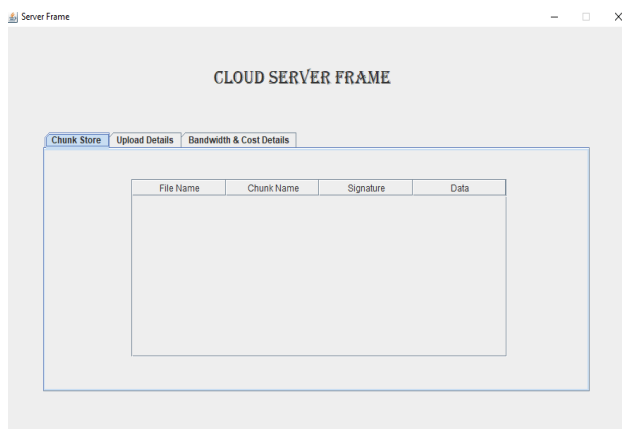 Server Frame
CLOUD SERVER FRAME
Chunk Store Upload Details Bandwidth & Cost Details
File Name Chunk Name Signature Data